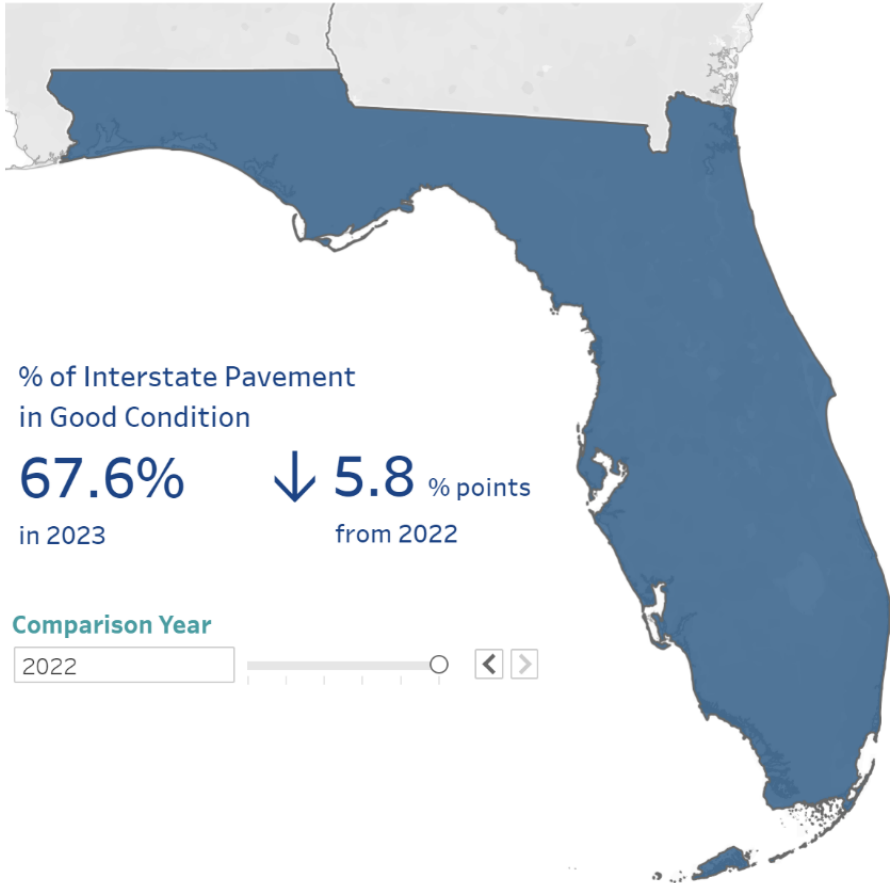 % of Interstate Pavement
in Good Condition
67.6% ↓ 5.8 % points
in 2023 from 2022
Comparison Year
2022